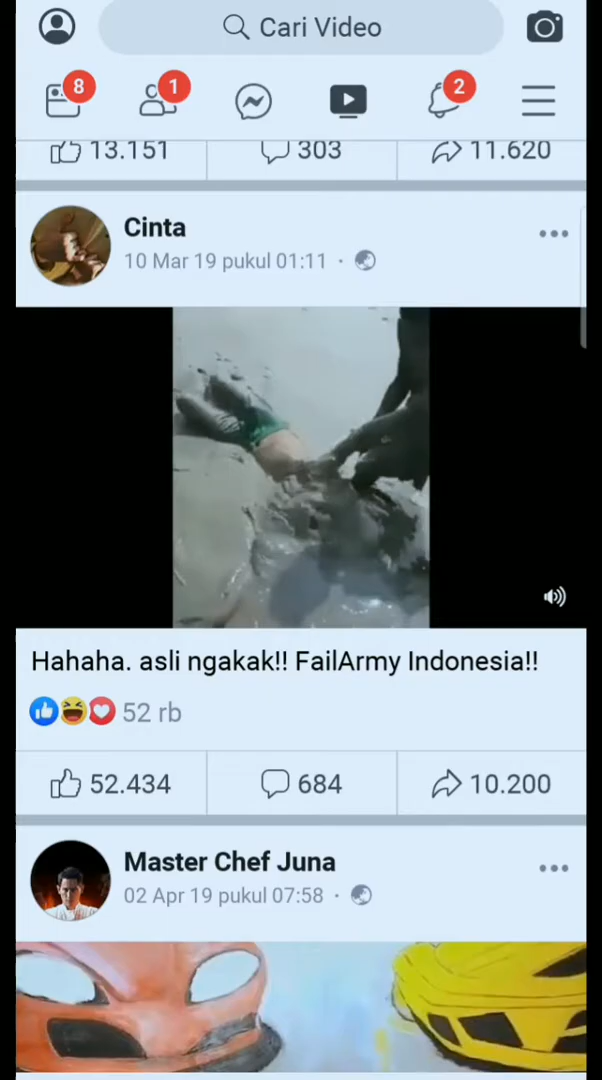 Cari Video
8
1
2
13.151
303
11.620
Cinta
10 Mar 19 pukul 01:11 ·
Hahaha. asli ngakak!! FailArmy Indonesia!!
52 rb
52.434
684
10.200
Master Chef Juna
02 Apr 19 pukul 07:58 ·